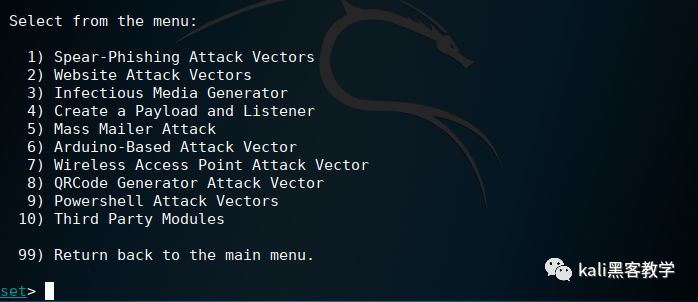 Select from the menu:
1) Spear-Phishing Attack Vectors
2) Website Attack Vectors
3) Infectious Media Generator
4) Create a Payload and Listener
5) Mass Mailer Attack
6) Arduino-Based Attack Vector
7) Wireless Access Point Attack Vector
8) QRCode Generator Attack Vector
9) Powershell Attack Vectors
10) Third Party Modules
99) Return back to the main menu.
kali黑客教学
set>